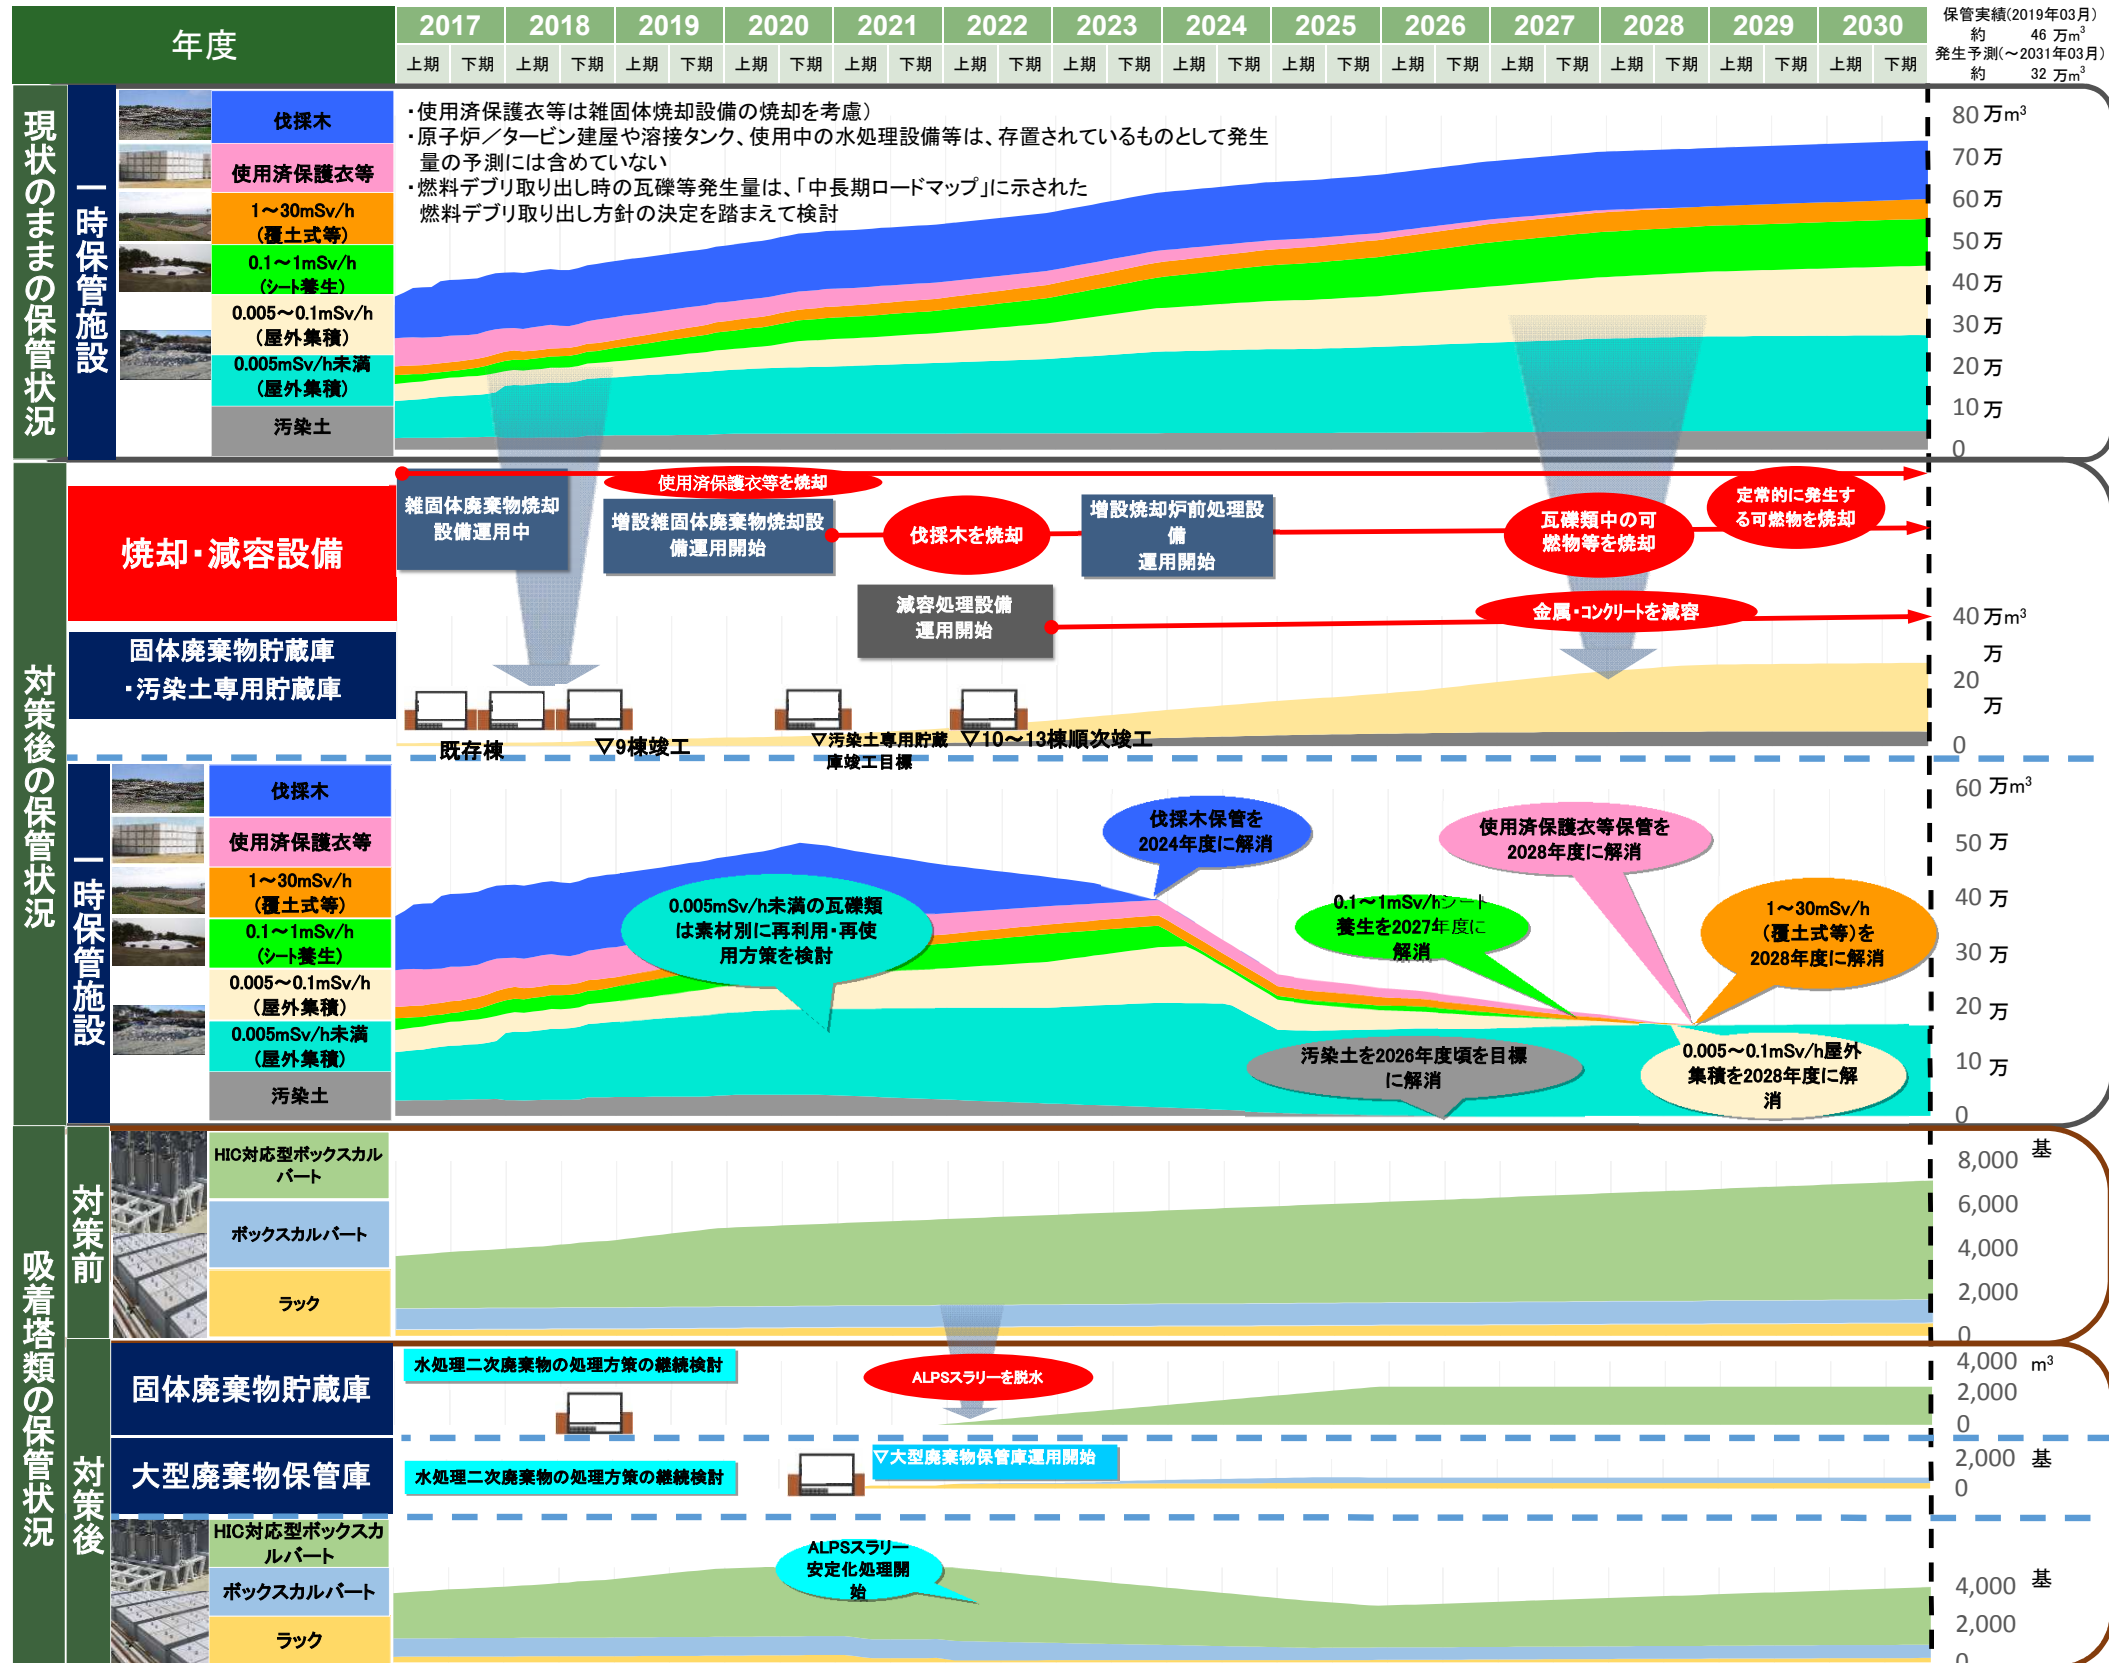 年度
2017 2018 2019 2020 2021 2022 2023 2024 2025 2026 2027 2028 2029 2030
上期 下期 上期 下期 上期 下期 上期 下期 上期 下期 上期 下期 上期 下期 上期 下期 上期 下期 上期 下期 上期 下期 上期 下期 上期 下期 上期 下期
保管実績(2019年03月)
約 46 万m³
発生予測(～2031年03月)
約 32 万m³
現状のままの保管状況
一時保管施設
伐採木
使用済保護衣等
1～30mSv/h
(覆土式等)
0.1～1mSv/h
(シート養生)
0.005～0.1mSv/h
(屋外集積)
0.005mSv/h未満
(屋外集積)
汚染土
・使用済保護衣等は雑固体焼却設備の焼却を考慮)
・原子炉／タービン建屋や溶接タンク、使用中の水処理設備等は、存置されているものとして発生
量の予測には含めていない
・燃料デブリ取り出し時の瓦礫等発生量は、「中長期ロードマップ」に示された
燃料デブリ取り出し方針の決定を踏まえて検討
80 万m³
70 万
60 万
50 万
40 万
30 万
20 万
10 万
0
対策後の保管状況
焼却・減容設備
雑固体廃棄物焼却
設備運用中
使用済保護衣等を焼却
増設雑固体廃棄物焼却設
備運用開始
伐採木を焼却
増設焼却炉前処理設
備
運用開始
瓦礫類中の可
燃物等を焼却
定常的に発生す
る可燃物を焼却
減容処理設備
運用開始
金属・コンクリートを減容
固体廃棄物貯蔵庫
・汚染土専用貯蔵庫
既存棟
▽9棟竣工
▽汚染土専用貯蔵
庫竣工目標
▽10～13棟順次竣工
40 万m³
万
20
万
0
一時保管施設
伐採木
使用済保護衣等
1～30mSv/h
(覆土式等)
0.1～1mSv/h
(シート養生)
0.005～0.1mSv/h
(屋外集積)
0.005mSv/h未満
(屋外集積)
汚染土
0.005mSv/h未満の瓦礫類
は素材別に再利用・再使
用方策を検討
伐採木保管を
2024年度に解消
使用済保護衣等保管を
2028年度に解消
0.1～1mSv/hシート
養生を2027年度に
解消
1～30mSv/h
(覆土式等)を
2028年度に解消
汚染土を2026年度頃を目標
に解消
0.005～0.1mSv/h屋外
集積を2028年度に解
消
60 万m³
50 万
40 万
30 万
20 万
10 万
0
吸着塔類の保管状況
対策前
HIC対応型ボックスカル
バート
ボックスカルバート
ラック
8,000 基
6,000
4,000
2,000
0
対策後
固体廃棄物貯蔵庫
水処理二次廃棄物の処理方策の継続検討
ALPSスラリーを脱水
4,000 m³
2,000
0
大型廃棄物保管庫
水処理二次廃棄物の処理方策の継続検討
▽大型廃棄物保管庫運用開始
2,000 基
0
HIC対応型ボックスカ
ルバート
ボックスカルバート
ラック
ALPSスラリー
安定化処理開
始
4,000 基
2,000
0